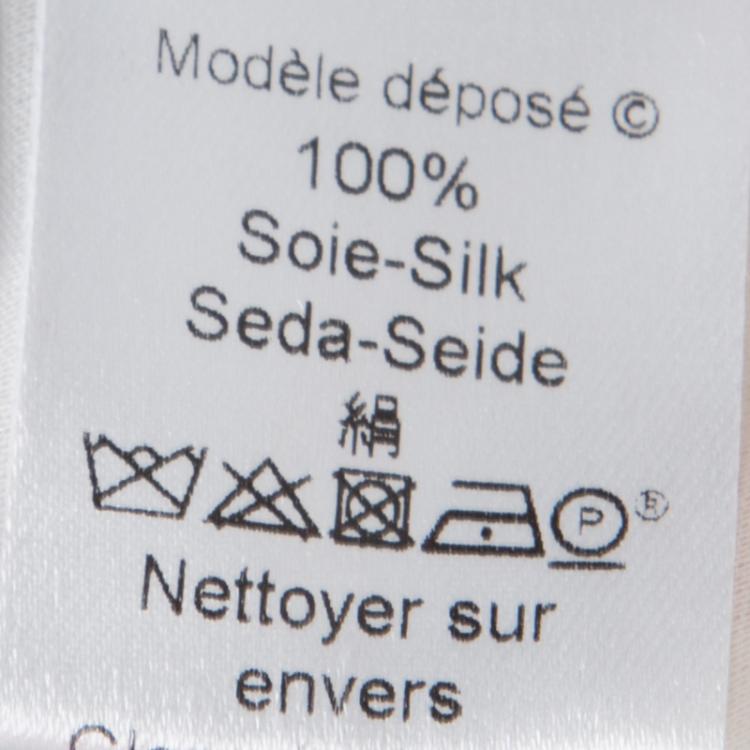 Modèle déposé ©
100%
Soie-Silk
Seda-Seide
絹
P ®
Nettoyer sur
envers